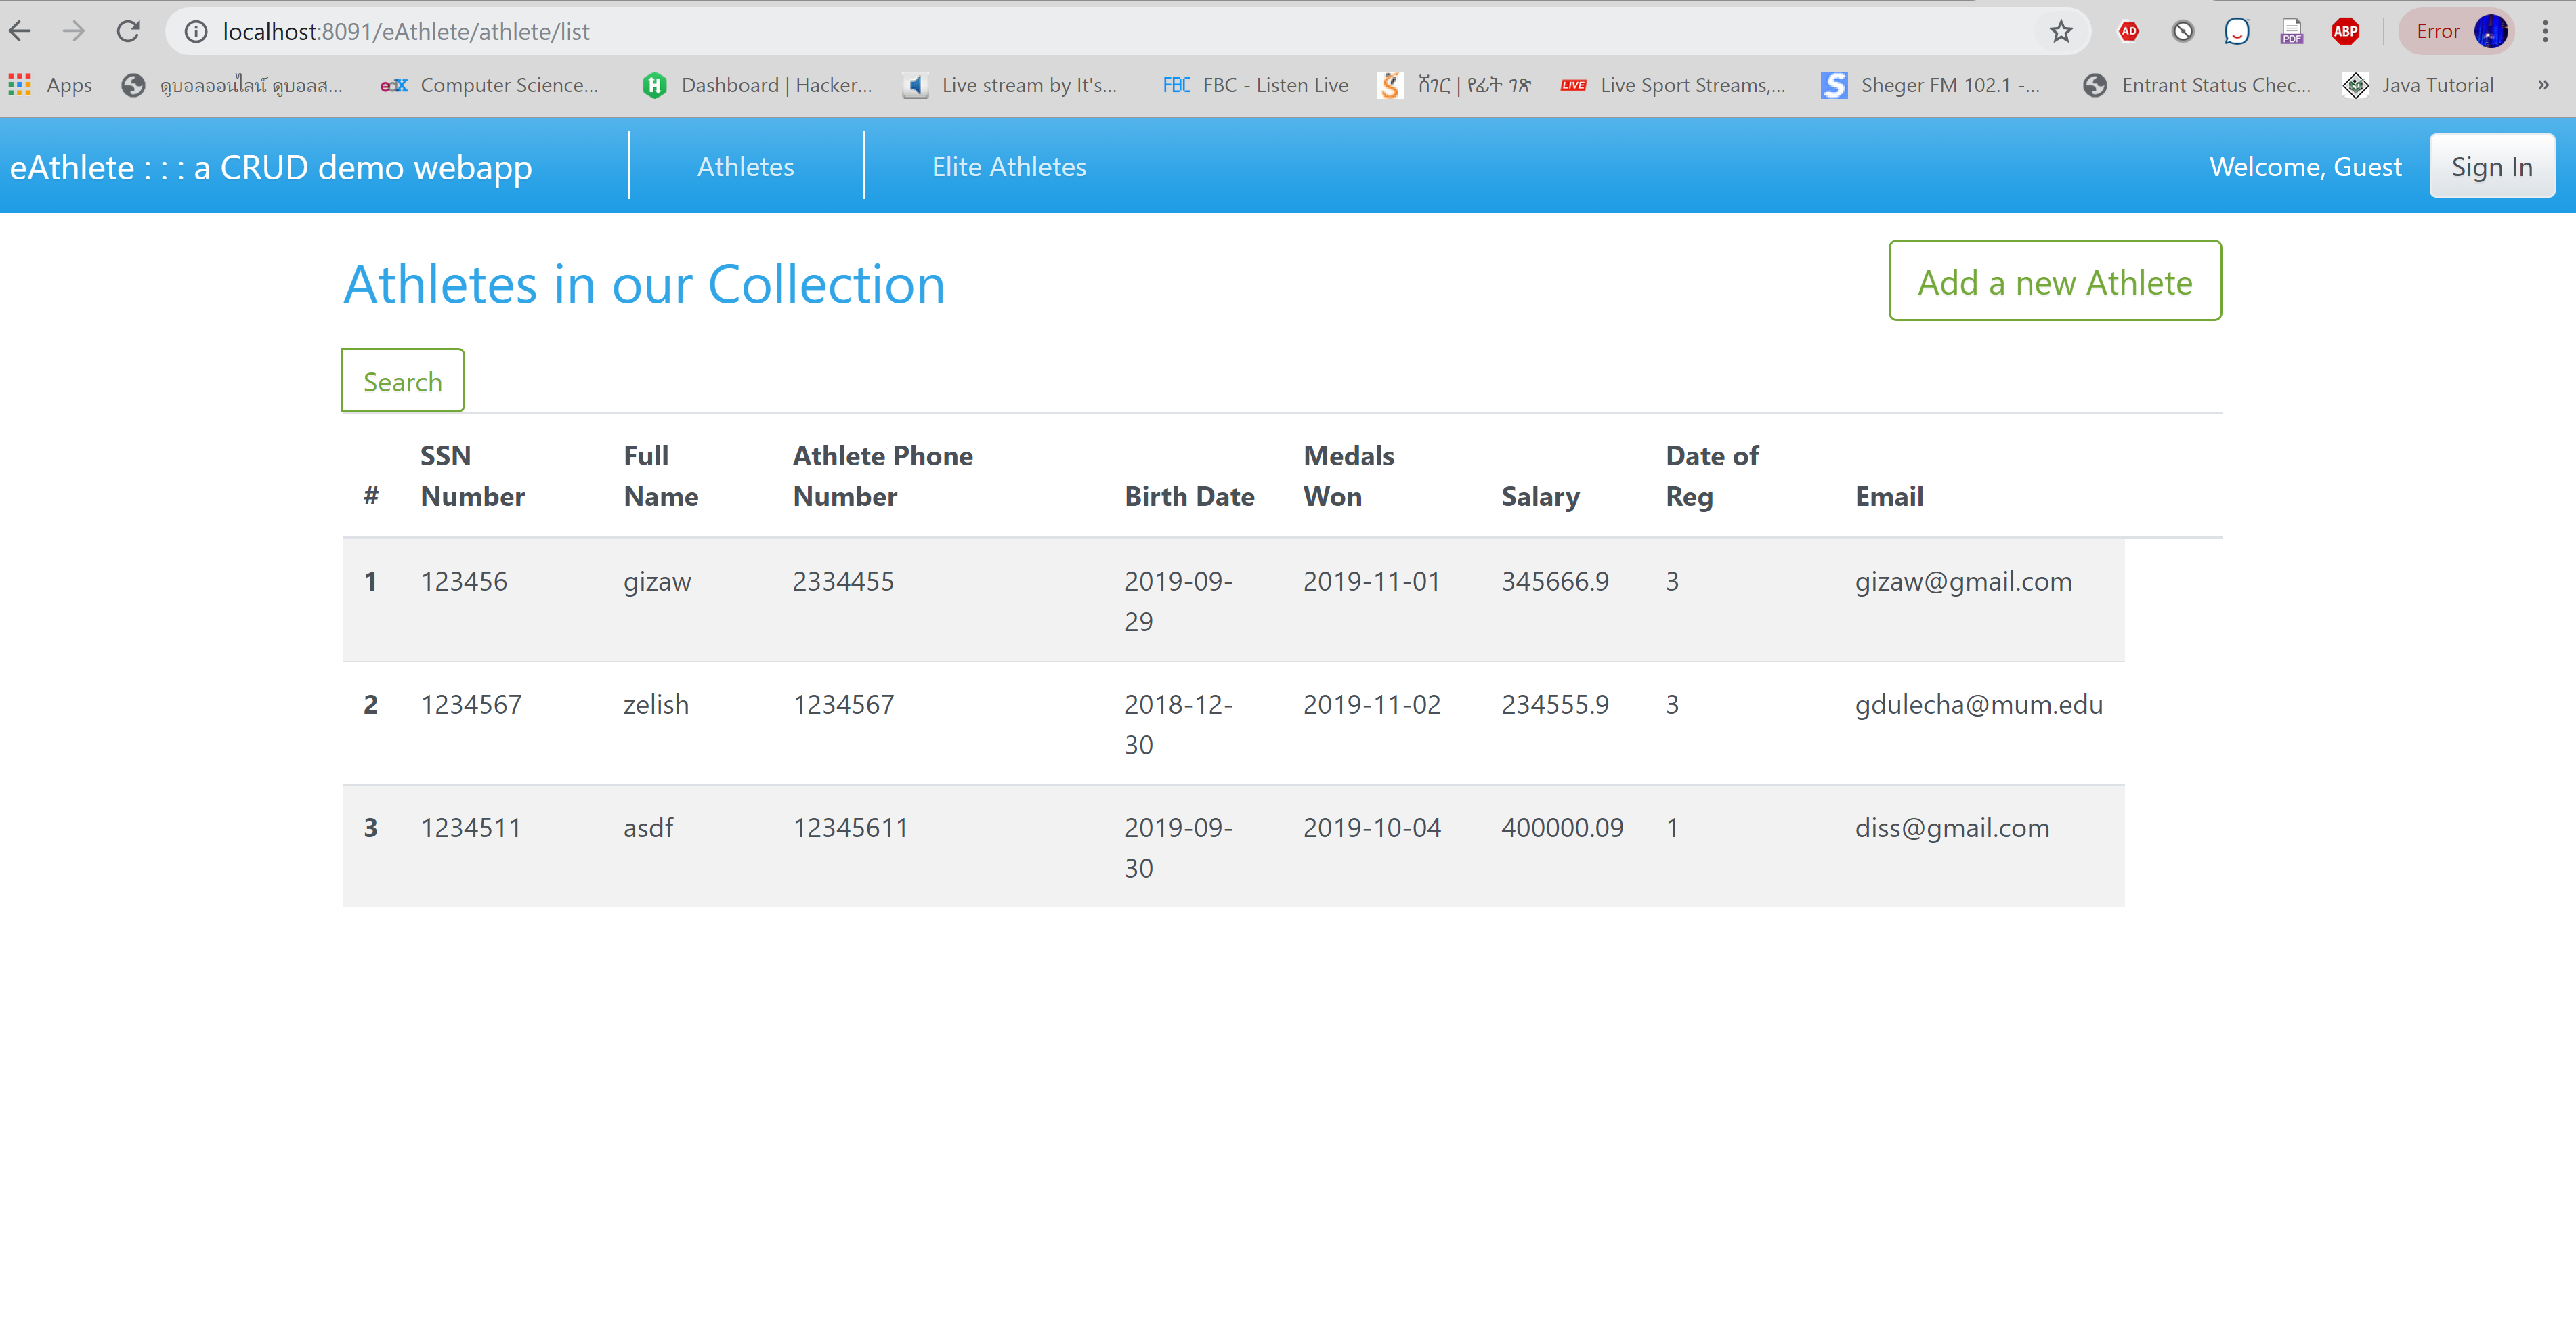 localhost:8091/eAthlete/athlete/list
AD
PDF
ABP
Error
Apps
ดูบอลออนไลน์ ดูบอลส...
edX Computer Science...
H Dashboard | Hacker...
Live stream by It's...
FBC FBC - Listen Live
ሸገር | የፊት ገጽ
LIVE Live Sport Streams,...
S Sheger FM 102.1 -...
Entrant Status Chec...
Java Tutorial
»
eAthlete : : : a CRUD demo webapp
Athletes
Elite Athletes
Welcome, Guest
Sign In
Athletes in our Collection
Add a new Athlete
Search
# SSN Number Full Name Athlete Phone Number Birth Date Medals Won Salary Date of Reg Email
1 123456 gizaw 2334455 2019-09-29 2019-11-01 345666.9 3 gizaw@gmail.com
2 1234567 zelish 1234567 2018-12-30 2019-11-02 234555.9 3 gdulecha@mum.edu
3 1234511 asdf 12345611 2019-09-30 2019-10-04 400000.09 1 diss@gmail.com